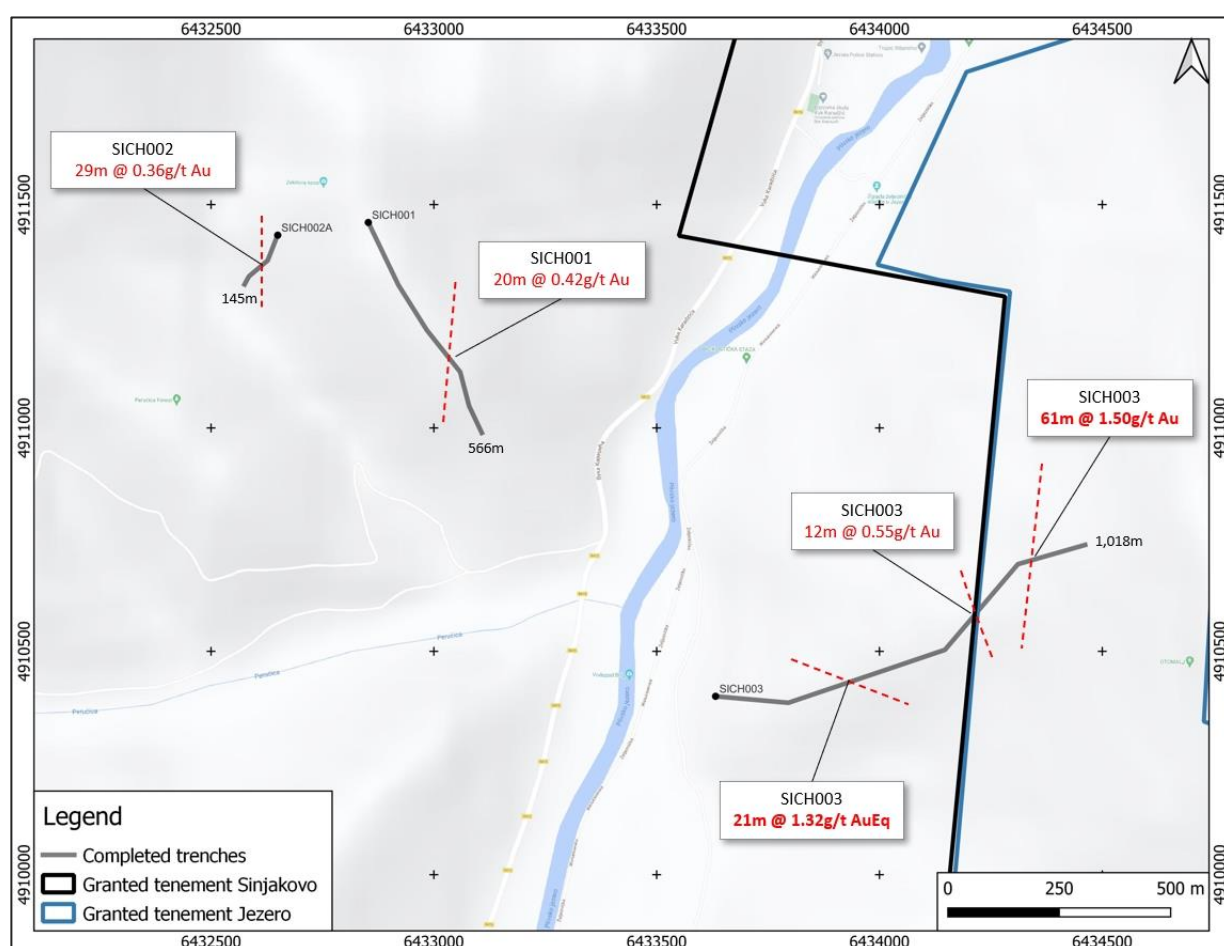 6432500
6433000
6433500
6434000
6434500
4911500
4911000
4910500
4910000
4911500
4911000
4910500
4910000
SICH002
29m @ 0.36g/t Au
SICH002A
145m
SICH001
SICH001
20m @ 0.42g/t Au
566m
SICH003
61m @ 1.50g/t Au
SICH003
12m @ 0.55g/t Au
1,018m
SICH003
SICH003
21m @ 1.32g/t AuEq
Perućica
Perućica
Perućica
Legend
Completed trenches
Granted tenement Sinjakovo
Granted tenement Jezero
0 250 500 m
6432500
6433000
6433500
6434000
6434500